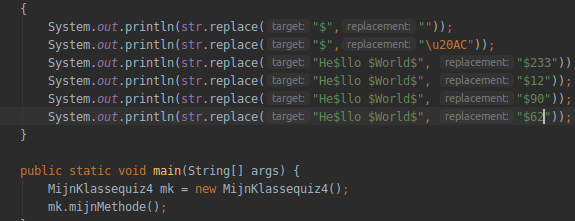 {
System.out.println(str.replace( target: "$", replacement: ""));
System.out.println(str.replace( target: "$", replacement: "\u20AC"));
System.out.println(str.replace( target: "He$llo $World$", replacement: "$233"));
System.out.println(str.replace( target: "He$llo $World$", replacement: "$12"));
System.out.println(str.replace( target: "He$llo $World$", replacement: "$90"));
System.out.println(str.replace( target: "He$llo $World$", replacement: "$62"));
}
public static void main(String[] args) {
MijnKlassequiz4 mk = new MijnKlassequiz4();
mk.mijnMethode();